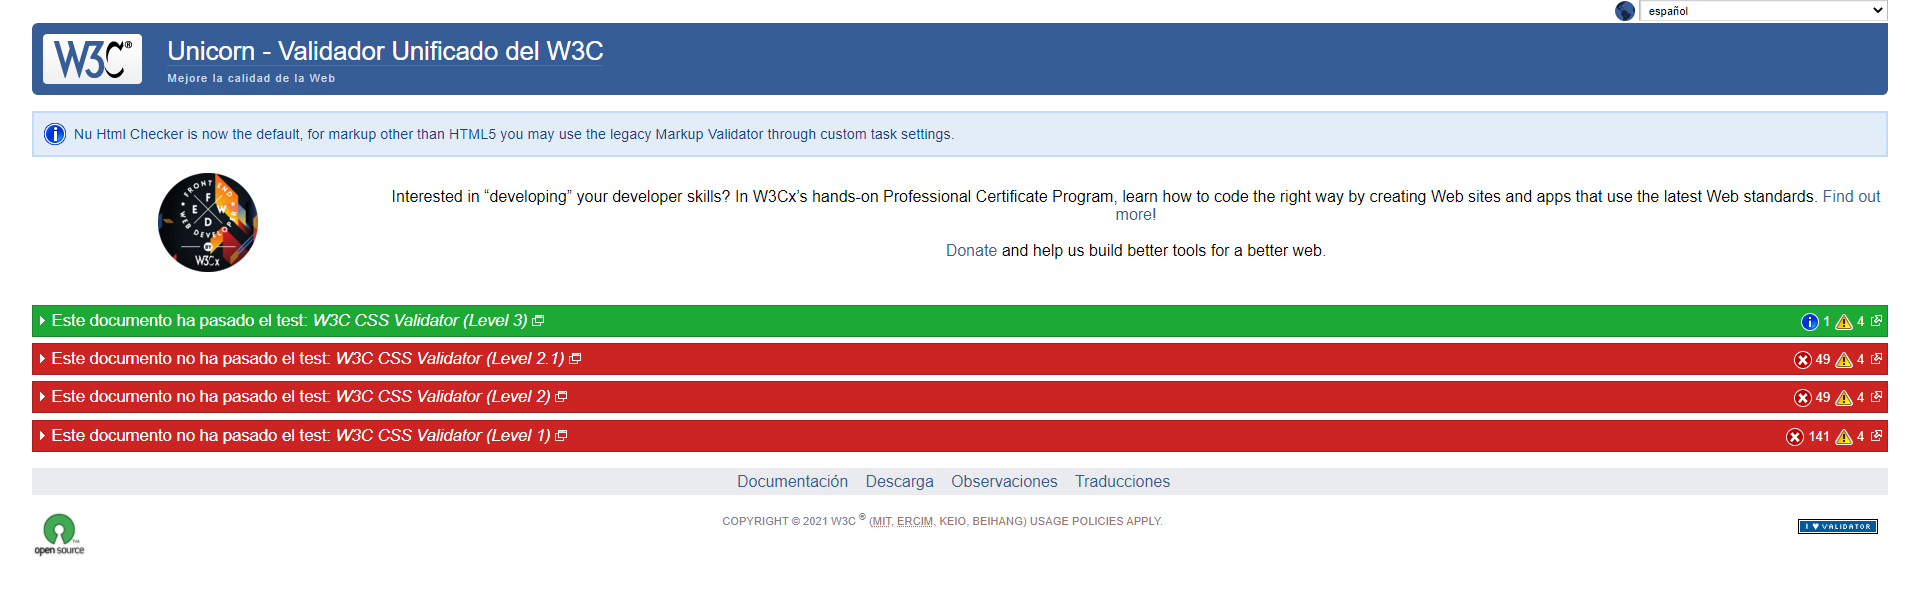 español
W3C® Unicorn - Validador Unificado del W3C
Mejore la calidad de la Web
Nu Html Checker is now the default, for markup other than HTML5 you may use the legacy Markup Validator through custom task settings.
FRONT END
F
E W
D
WEB DEVELOPER
BY
W3Cx
Interested in “developing” your developer skills? In W3Cx’s hands-on Professional Certificate Program, learn how to code the right way by creating Web sites and apps that use the latest Web standards. Find out
more!
Donate and help us build better tools for a better web.
Este documento ha pasado el test: W3C CSS Validator (Level 3) 1 4
Este documento no ha pasado el test: W3C CSS Validator (Level 2.1) 49 4
Este documento no ha pasado el test: W3C CSS Validator (Level 2) 49 4
Este documento no ha pasado el test: W3C CSS Validator (Level 1) 141 4
Documentación Descarga Observaciones Traducciones
COPYRIGHT © 2021 W3C ® (MIT, ERCIM, KEIO, BEIHANG) USAGE POLICIES APPLY.
open source™
I ♥ VALIDATOR